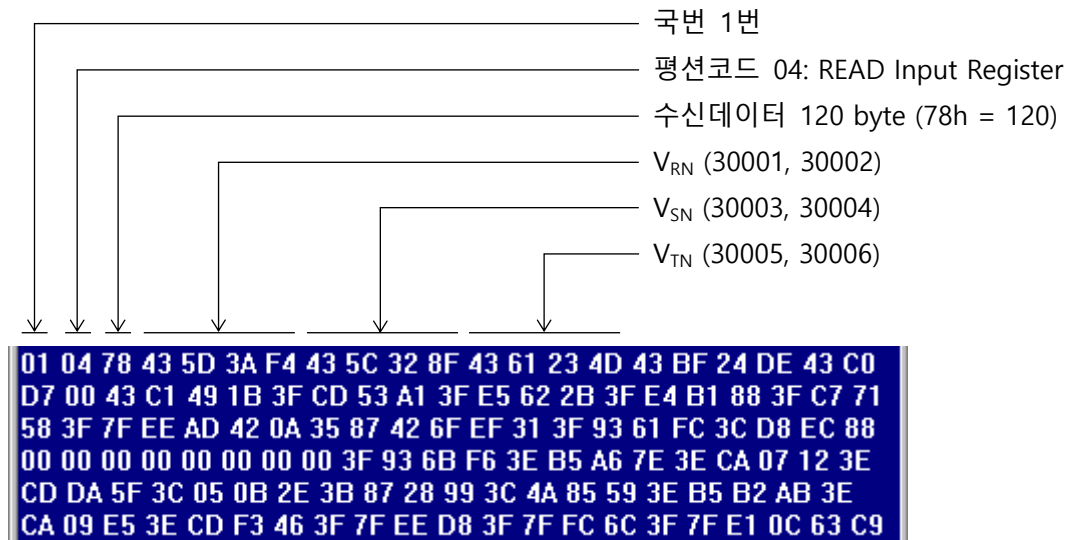 국번 1번
평션코드 04: READ Input Register
수신데이터 120 byte (78h = 120)
VRN (30001, 30002)
VSN (30003, 30004)
VTN (30005, 30006)
01 04 78 43 5D 3A F4 43 5C 32 8F 43 61 23 4D 43 BF 24 DE 43 C0
D7 00 43 C1 49 1B 3F CD 53 A1 3F E5 62 2B 3F E4 B1 88 3F C7 71
58 3F 7F EE AD 42 0A 35 87 42 6F EF 31 3F 93 61 FC 3C D8 EC 88
00 00 00 00 00 00 00 00 3F 93 6B F6 3E B5 A6 7E 3E CA 07 12 3E
CD DA 5F 3C 05 0B 2E 3B 87 28 99 3C 4A 85 59 3E B5 B2 AB 3E
CA 09 E5 3E CD F3 46 3F 7F EE D8 3F 7F FC 6C 3F 7F E1 0C 63 C9